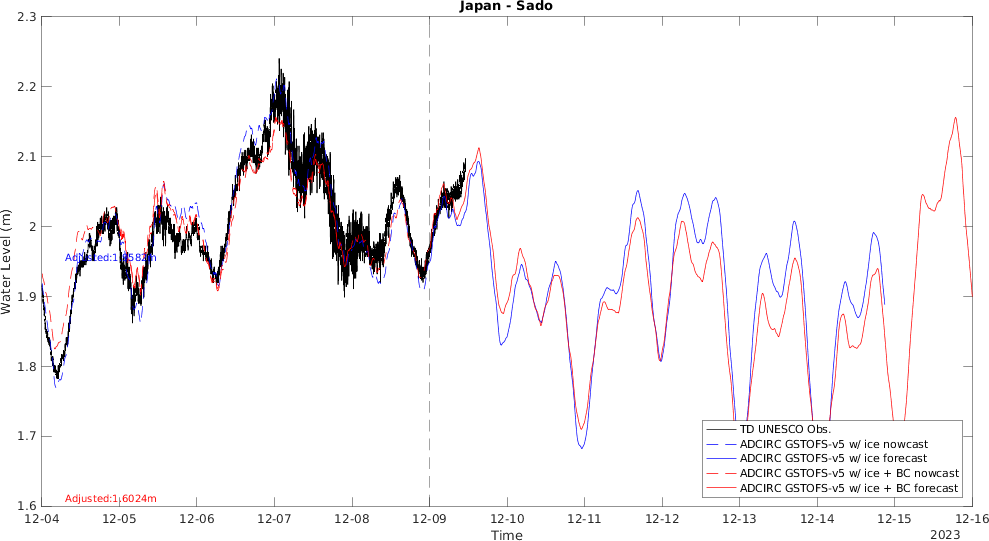 Japan - Sado
Water Level (m)
2.3
2.2
2.1
2
1.9
1.8
1.7
1.6
Adjusted:1.6024m
TD UNESCO Obs.
ADCIRC GSTOFS-v5 w/ ice nowcast
ADCIRC GSTOFS-v5 w/ ice forecast
ADCIRC GSTOFS-v5 w/ ice + BC nowcast
ADCIRC GSTOFS-v5 w/ ice + BC forecast
12-04 12-05 12-06 12-07 12-08 12-09 12-10 12-11 12-12 12-13 12-14 12-15 12-16
Time
2023